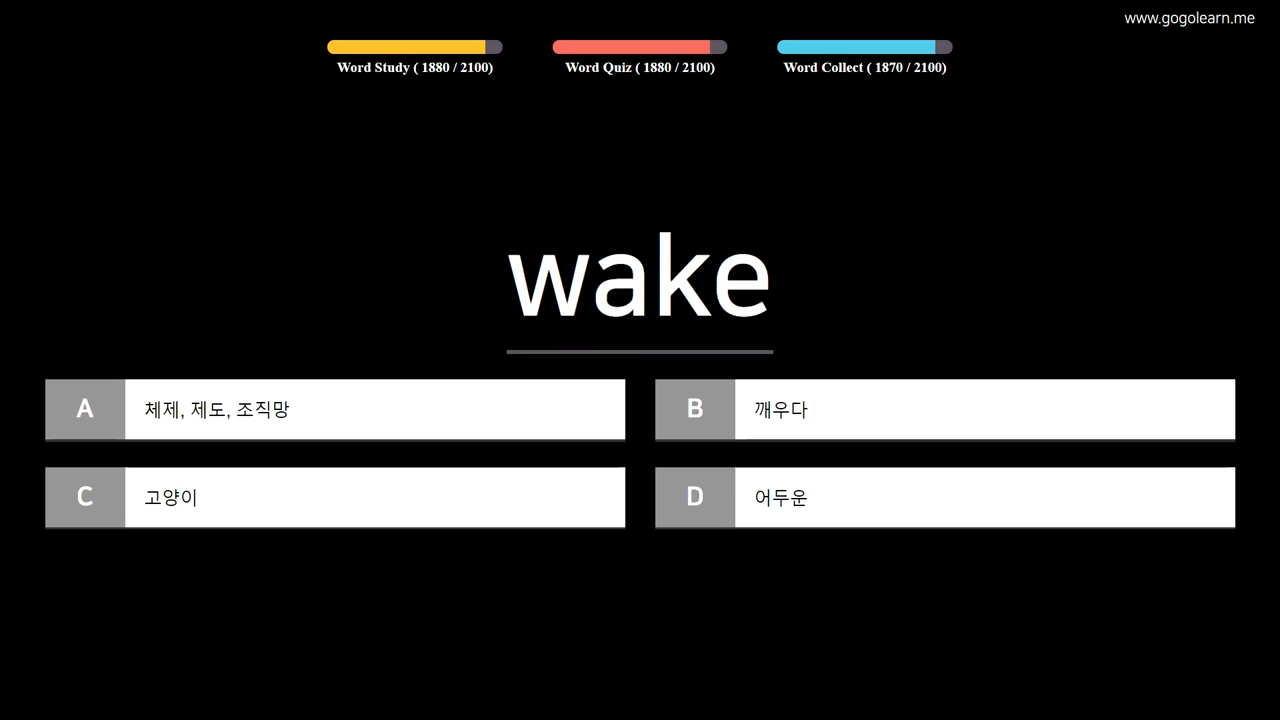 www.gogolearn.me
Word Study ( 1880 / 2100)
Word Quiz ( 1880 / 2100)
Word Collect ( 1870 / 2100)
wake
A 체제, 제도, 조직망
B 깨우다
C 고양이
D 어두운